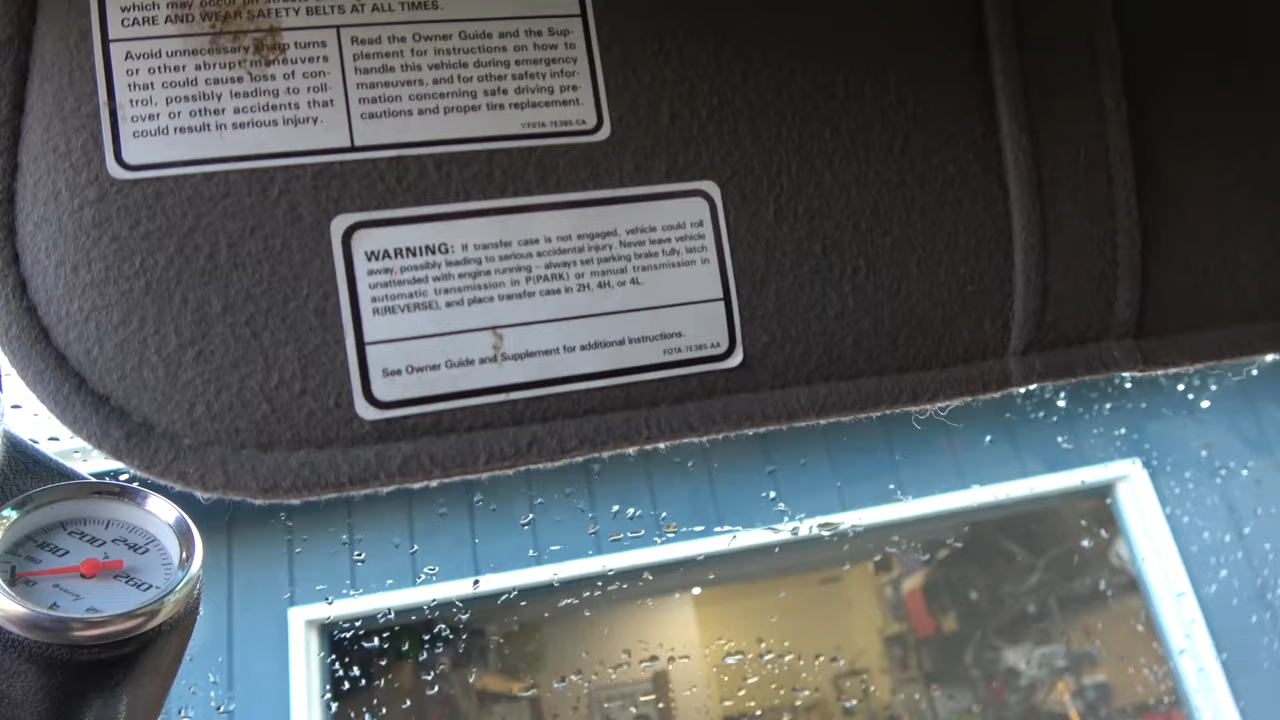 which may occur on
CARE AND WEAR SAFETY BELTS AT ALL TIMES.
Avoid unnecessary sharp turns
or other abrupt maneuvers
that could cause loss of con-
trol, possibly leading to roll-
over or other accidents that
could result in serious injury.
Read the Owner Guide and the Sup-
plement for instructions on how to
handle this vehicle during emergency
maneuvers, and for other safety infor-
mation concerning safe driving pre-
cautions and proper tire replacement.
WARNING: If transfer case is not engaged, vehicle could roll
away, possibly leading to serious accidental injury. Never leave vehicle
unattended with engine running – always set parking brake fully, latch
automatic transmission in P(PARK) or manual transmission in
R(REVERSE), and place transfer case in 2H, 4H, or 4L.
See Owner Guide and Supplement for additional instructions.
F0TA-7E385-AA
160
200
240
260